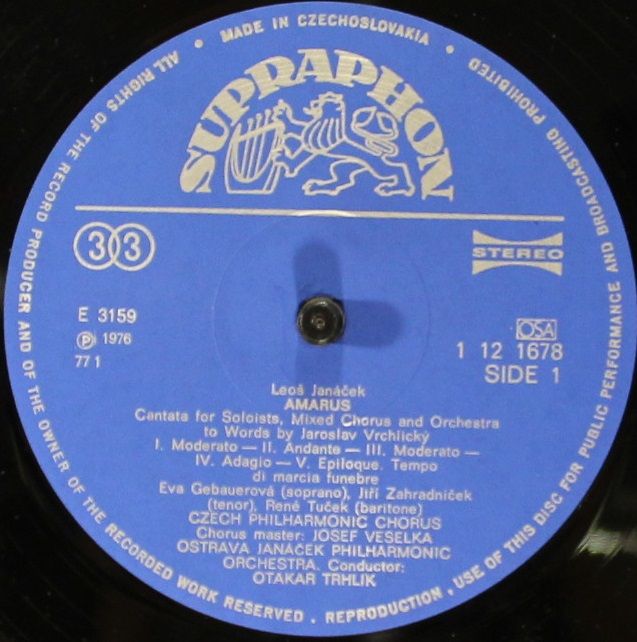 ALL RIGHTS OF THE RECORD PRODUCER AND OF THE OWNER OF THE RECORDED WORK RESERVED . REPRODUCTION , USE OF THIS DISC FOR PUBLIC PERFORMANCE AND BROADCASTING PROHIBITED
• MADE IN CZECHOSLOVAKIA •
SUPRAPHON
33
STEREO
E 3159
Ⓟ 1976
77 1
OSA
1 12 1678
SIDE 1
Leoš Janáček
AMARUS
Cantata for Soloists, Mixed Chorus and Orchestra
to Words by Jaroslav Vrchlický
I. Moderato — II. Andante — III. Moderato —
IV. Adagio — V. Epiloque. Tempo
di marcia funebre
Eva Gebauerová (soprano), Jiří Zahradníček
(tenor), René Tuček (baritone)
CZECH PHILHARMONIC CHORUS
Chorus master: JOSEF VESELKA
OSTRAVA JANÁČEK PHILHARMONIC
ORCHESTRA. Conductor:
OTAKAR TRHLIK